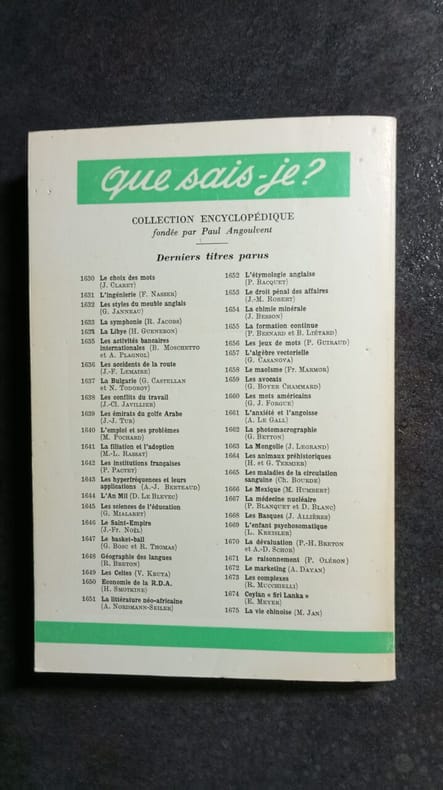 que sais-je?
COLLECTION ENCYCLOPÉDIQUE
fondée par Paul Angoulvent
Derniers titres parus
1630 Le choix des mots
(J. CLARET)
1631 L'ingénierie (F. NASSER)
1632 Les styles du meuble anglais
(G. JANNEAU)
1633 La symphonie (R. JACOBS)
1634 La Libye (H. GUENERON)
1635 Les activités bancaires
internationales (B. MOSCHETTO
et A. PLAGNOL)
1636 Les accidents de la route
(J.-F. LEMAIRE)
1637 La Bulgarie (G. CASTELLAN
et N. TODOROV)
1638 Les conflits du travail
(J.-Cl. JAVILLIER)
1639 Les émirats du golfe Arabe
(J.-J. TUR)
1640 L'emploi et ses problèmes
(M. POCHARD)
1641 La filiation et l'adoption
(M.-L. RASSAT)
1642 Les institutions françaises
(P. PACTET)
1643 Les hyperfréquences et leurs
applications (A.-J. BERTEAUD)
1644 L'An Mil (D. LE BLEVEC)
1645 Les sciences de l'éducation
(G. MIALARET)
1646 Le Saint-Empire
(J.-Fr. NOËL)
1647 Le basket-ball
(G. BOSC et R. THOMAS)
1648 Géographie des langues
(R. BRETON)
1649 Les Celtes (V. KRUTA)
1650 Economie de la R.D.A.
(H. SMOTKINE)
1651 La littérature néo-africaine
(A. NORDMANN-SEILER)
1652 L'étymologie anglaise
(P. BACQUET)
1653 Le droit pénal des affaires
(J.-M. ROBERT)
1654 La chimie minérale
(J. BESSON)
1655 La formation continue
(P. BESNARD et B. LIÉTARD)
1656 Les jeux de mots (P. GUIRAUD)
1657 L'algèbre vectorielle
(G. CASANOVA)
1658 Le maoïsme (Fr. MARMOR)
1659 Les avocats
(G. BOYER CHAMMARD)
1660 Les mots américains
(G. J. FORGUE)
1661 L'anxiété et l'angoisse
(A. LE GALL)
1662 La photomacrographie
(G. BETTON)
1663 La Mongolie (J. LEGRAND)
1664 Les animaux préhistoriques
(H. et G. TERMIER)
1665 Les maladies de la circulation
sanguine (Ch. BOURDE)
1666 Le Mexique (M. HUMBERT)
1667 La médecine nucléaire
(P. BLANQUET et D. BLANC)
1668 Les Basques (J. ALLIÈRES)
1669 L'enfant psychosomatique
(L. KREISLER)
1670 La dévaluation (P.-H. BRETON
et A.-D. SCHOR)
1671 Le raisonnement (P. OLÉRON)
1672 Le marketing (A. DAYAN)
1673 Les complexes
(R. MUCCHIELLI)
1674 Ceylan « Sri Lanka »
(E. MEYER)
1675 La vie chinoise (M. JAN)